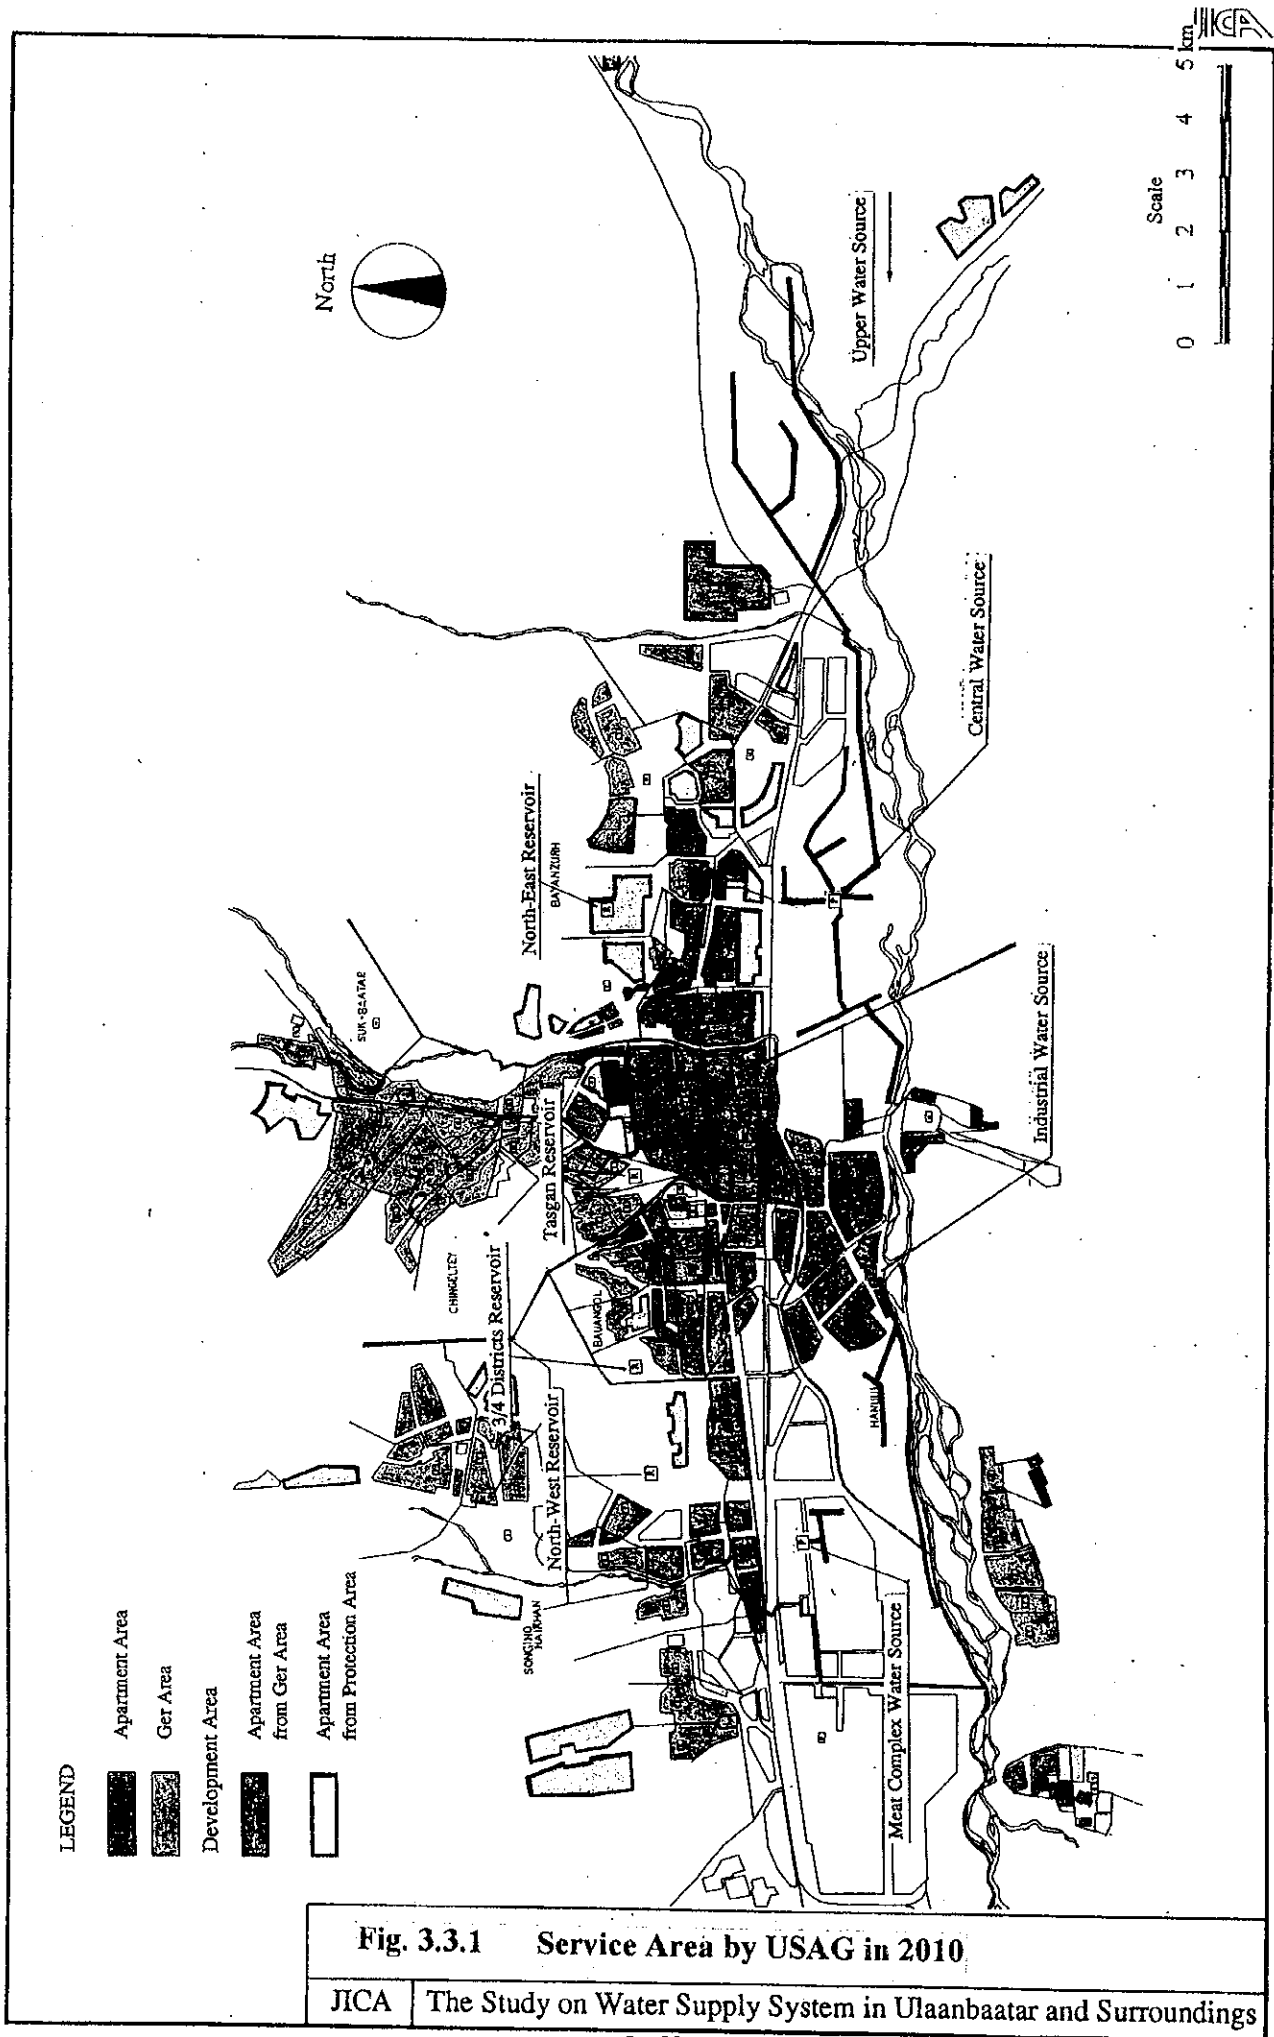 JICA
LEGEND
Apartment Area
Ger Area
Development Area
Apartment Area
from Ger Area
Apartment Area
from Protection Area
North
SUK-BAATAR
CHINGELTEY
BAYANZURH
BAUANGOL
SONGINO
HAIRHAN
HANUUL
North-East Reservoir
Tasgan Reservoir
3/4 Districts Reservoir
North-West Reservoir
Upper Water Source
Central Water Source
Industrial Water Source
Meat Complex Water Source
Scale
0 1 2 3 4 5 km
Fig. 3.3.1 Service Area by USAG in 2010
JICA The Study on Water Supply System in Ulaanbaatar and Surroundings